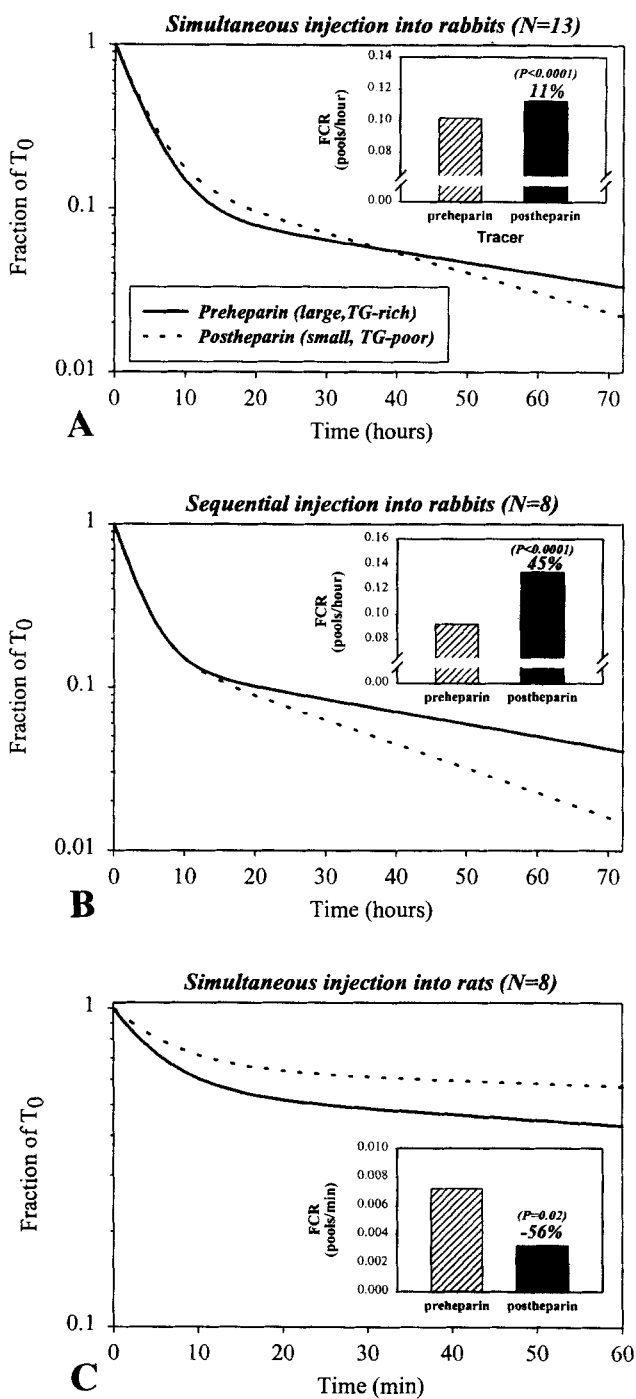 Simultaneous injection into rabbits (N=13)
1
0.1
0.01
Fraction of T0
0 10 20 30 40 50 60 70
Time (hours)
A
Preheparin (large,TG-rich)
Postheparin (small, TG-poor)
0.14
0.12
0.10
0.08
0.00
FCR
(pools/hour)
(P<0.0001)
11%
preheparin postheparin
Tracer
Sequential injection into rabbits (N=8)
1
0.1
0.01
Fraction of T0
0 10 20 30 40 50 60 70
Time (hours)
B
0.16
0.14
0.12
0.10
0.08
0.00
FCR
(pools/hour)
(P<0.0001)
45%
preheparin postheparin
Simultaneous injection into rats (N=8)
1
0.1
Fraction of T0
0 10 20 30 40 50 60
Time (min)
C
0.010
0.008
0.006
0.004
0.002
0.000
FCR
(pools/min)
(P=0.02)
-56%
preheparin postheparin